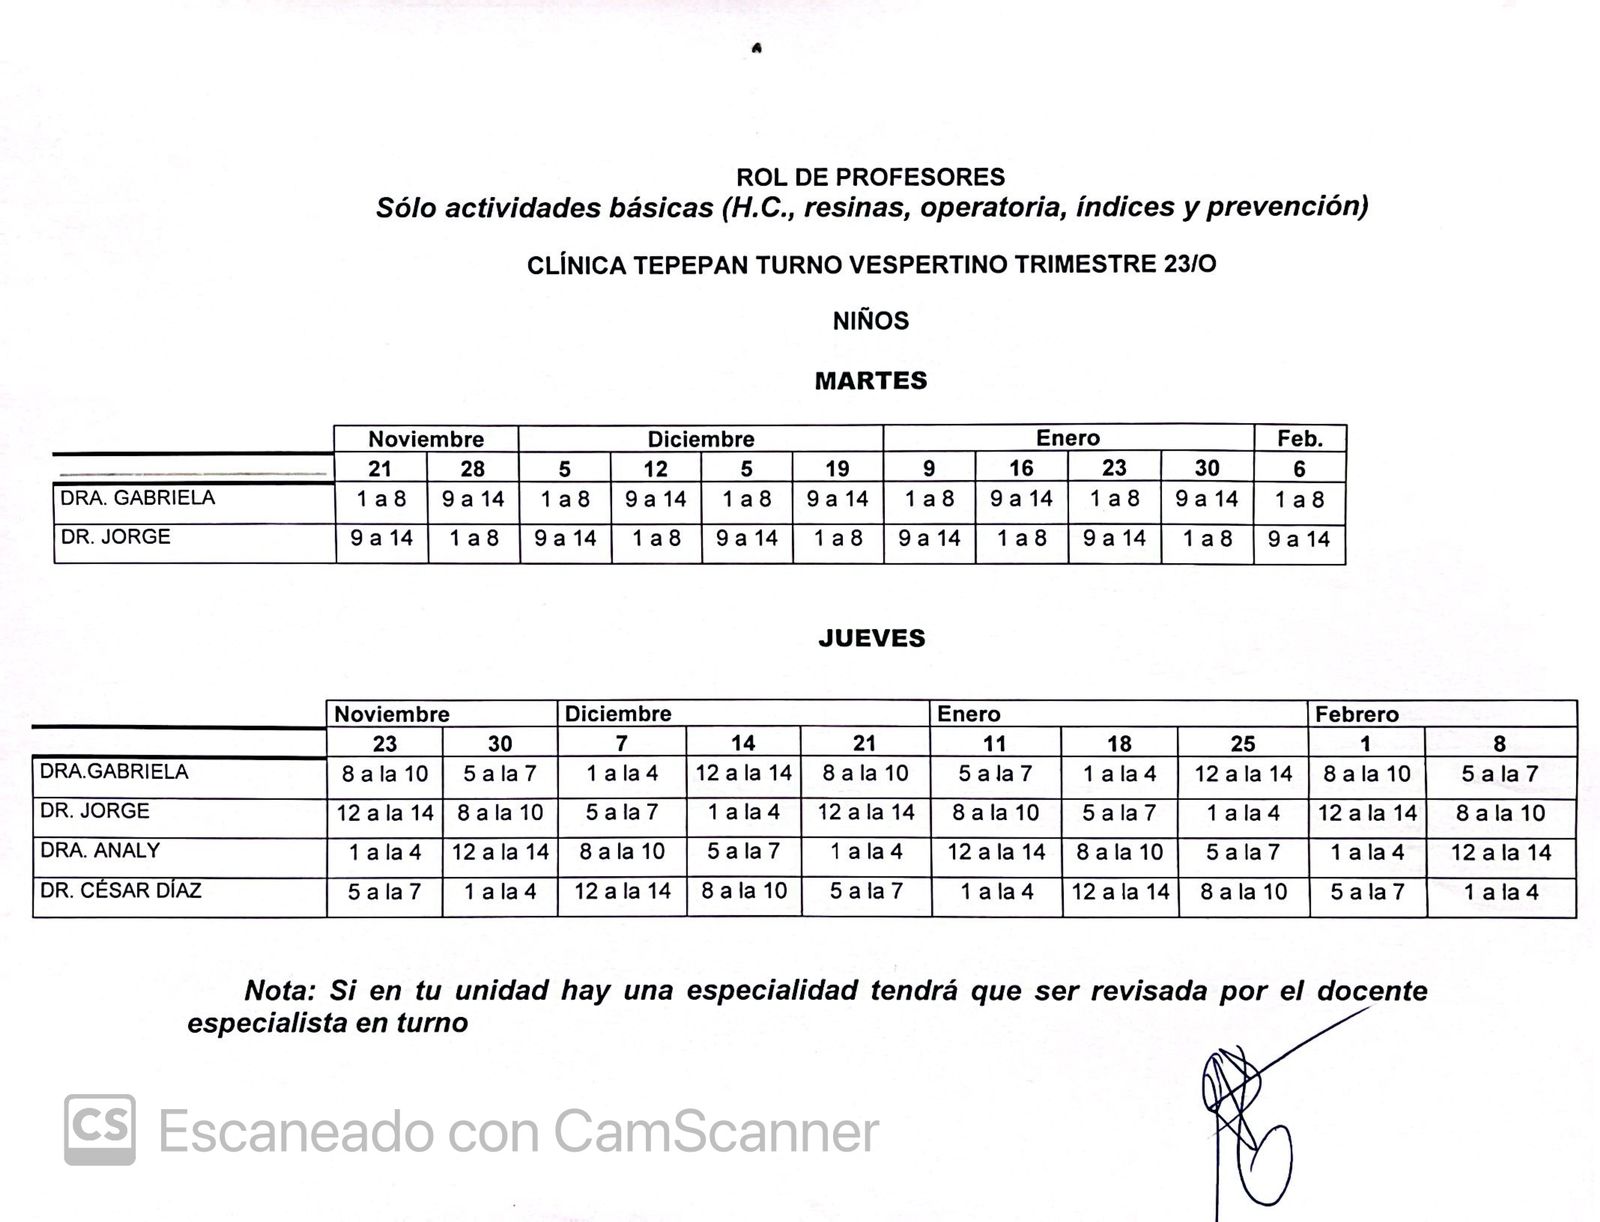 ROL DE PROFESORES
Sólo actividades básicas (H.C., resinas, operatoria, índices y prevención)
CLÍNICA TEPEPAN TURNO VESPERTINO TRIMESTRE 23/O
NIÑOS
MARTES
Noviembre Diciembre Enero Feb.
21 28 5 12 5 19 9 16 23 30 6
DRA. GABRIELA 1 a 8 9 a 14 1 a 8 9 a 14 1 a 8 9 a 14 1 a 8 9 a 14 1 a 8 9 a 14 1 a 8
DR. JORGE 9 a 14 1 a 8 9 a 14 1 a 8 9 a 14 1 a 8 9 a 14 1 a 8 9 a 14 1 a 8 9 a 14
JUEVES
Noviembre Diciembre Enero Febrero
23 30 7 14 21 11 18 25 1 8
DRA.GABRIELA 8 a la 10 5 a la 7 1 a la 4 12 a la 14 8 a la 10 5 a la 7 1 a la 4 12 a la 14 8 a la 10 5 a la 7
DR. JORGE 12 a la 14 8 a la 10 5 a la 7 1 a la 4 12 a la 14 8 a la 10 5 a la 7 1 a la 4 12 a la 14 8 a la 10
DRA. ANALY 1 a la 4 12 a la 14 8 a la 10 5 a la 7 1 a la 4 12 a la 14 8 a la 10 5 a la 7 1 a la 4 12 a la 14
DR. CÉSAR DÍAZ 5 a la 7 1 a la 4 12 a la 14 8 a la 10 5 a la 7 1 a la 4 12 a la 14 8 a la 10 5 a la 7 1 a la 4
Nota: Si en tu unidad hay una especialidad tendrá que ser revisada por el docente
especialista en turno
CS Escaneado con CamScanner